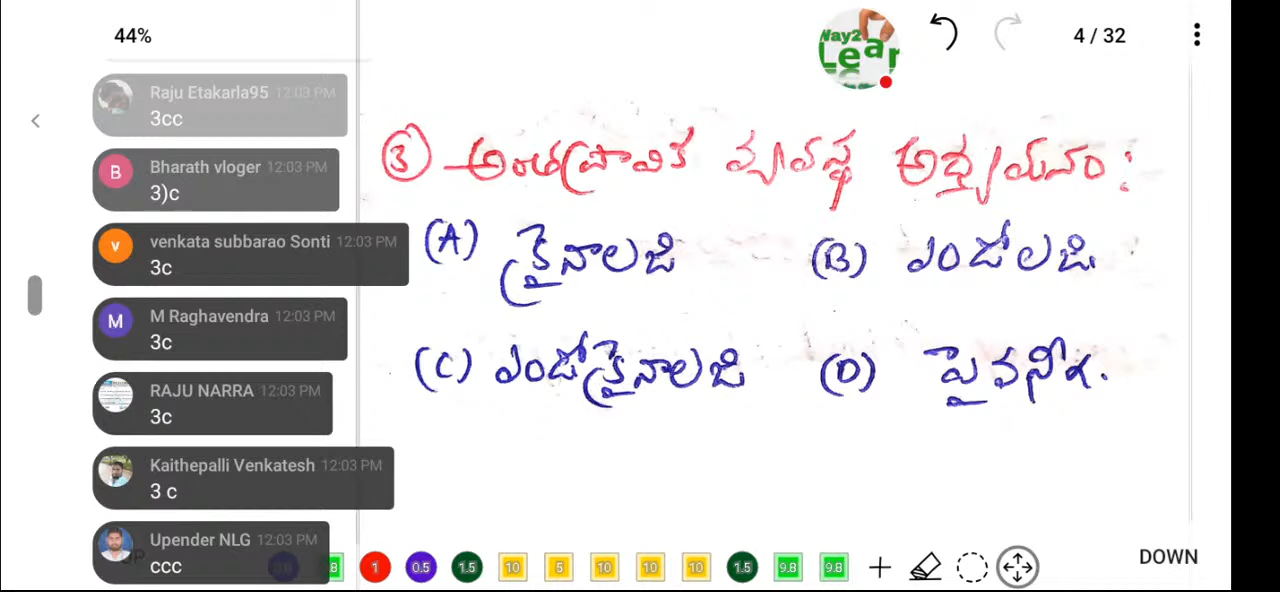 44%
Way2
Lear
4 / 32
Raju Etakarla95 12:03 PM
3cc
B
Bharath vloger 12:03 PM
3)c
v
venkata subbarao Sonti 12:03 PM
3c
M
M Raghavendra 12:03 PM
3c
RAJU NARRA 12:03 PM
3c
Kaithepalli Venkatesh 12:03 PM
3 c
Upender NLG 12:03 PM
ccc
③ అంతస్రావిక వ్యవస్థ అధ్యయనం:
(A) క్రైనాలజి (B) ఎండోలజి.
(C) ఎండోక్రైనాలజి (D) పైవన్నీ.
1 0.5 1.5 10 5 10 10 10 1.5 9.8 9.8
DOWN